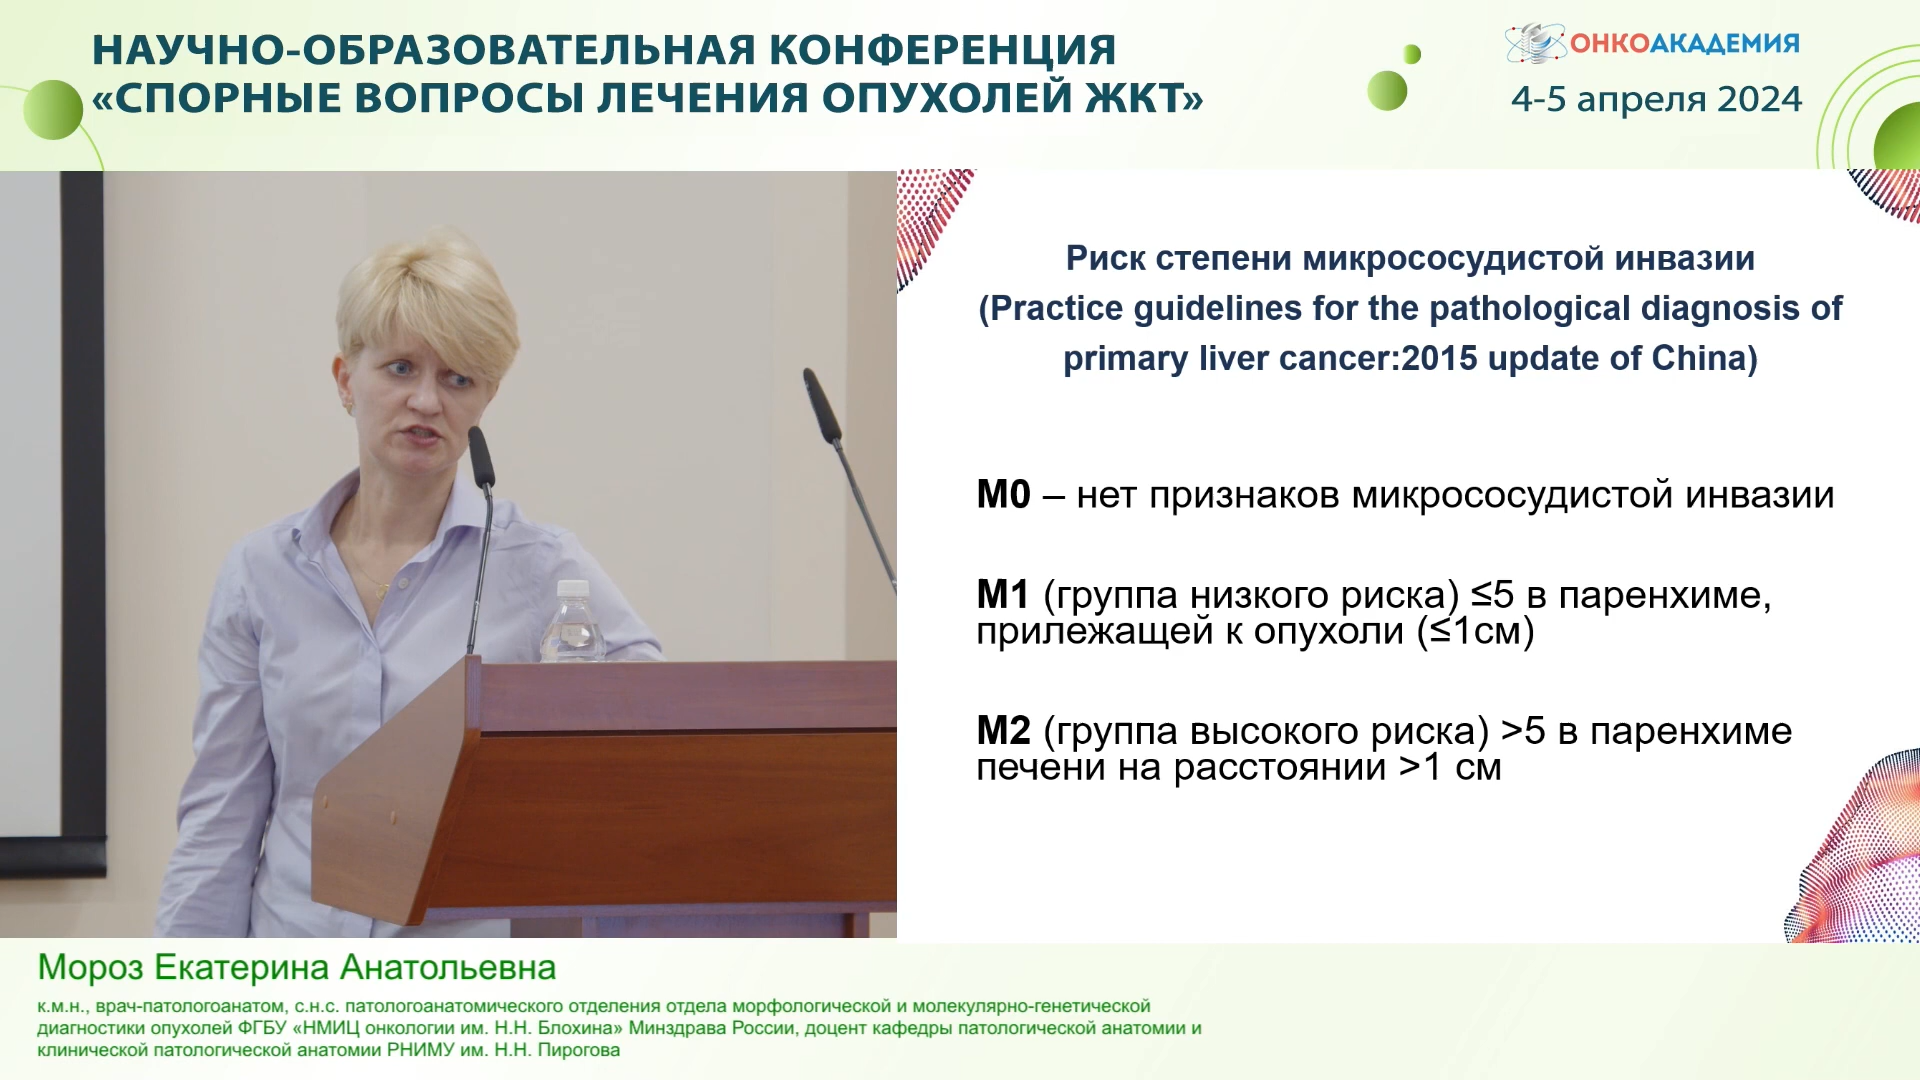 НАУЧНО-ОБРАЗОВАТЕЛЬНАЯ КОНФЕРЕНЦИЯ
«СПОРНЫЕ ВОПРОСЫ ЛЕЧЕНИЯ ОПУХОЛЕЙ ЖКТ»
ОНКОАКАДЕМИЯ
4-5 апреля 2024
Риск степени микрососудистой инвазии
(Practice guidelines for the pathological diagnosis of
primary liver cancer:2015 update of China)
M0 – нет признаков микрососудистой инвазии
M1 (группа низкого риска) ≤5 в паренхиме,
прилежащей к опухоли (≤1см)
M2 (группа высокого риска) >5 в паренхиме
печени на расстоянии >1 см
Мороз Екатерина Анатольевна
к.м.н., врач-патологоанатом, с.н.с. патологоанатомического отделения отдела морфологической и молекулярно-генетической
диагностики опухолей ФГБУ «НМИЦ онкологии им. Н.Н. Блохина» Минздрава России, доцент кафедры патологической анатомии и
клинической патологической анатомии РНИМУ им. Н.Н. Пирогова